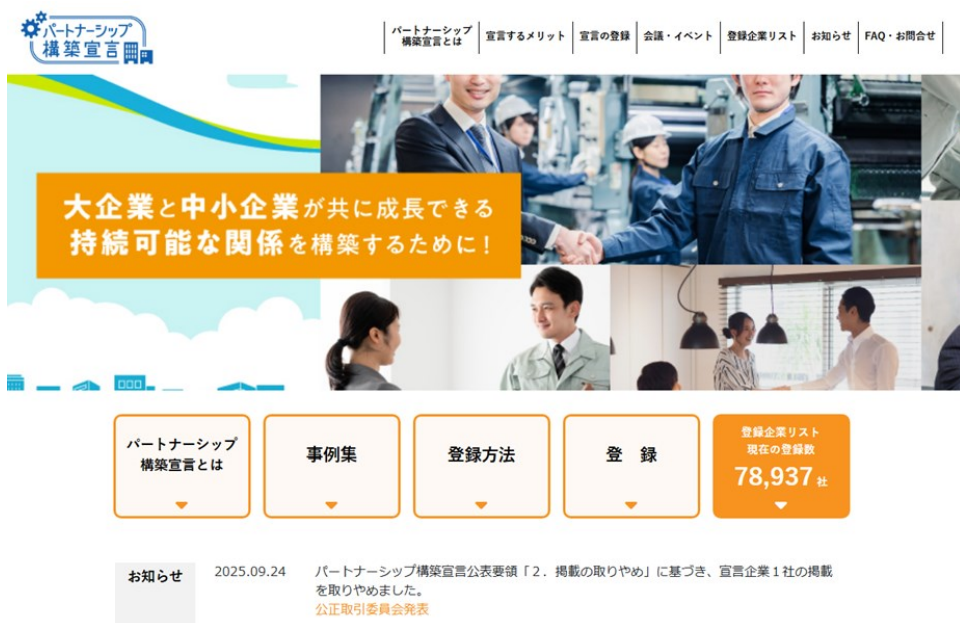 パートナーシップ
構築宣言
パートナーシップ
構築宣言とは
宣言するメリット
宣言の登録
会議・イベント
登録企業リスト
お知らせ
FAQ・お問合せ
大企業と中小企業が共に成長できる
持続可能な関係を構築するために！
パートナーシップ
構築宣言とは
事例集
登録方法
登　録
登録企業リスト
現在の登録数
78,937 社
お知らせ
2025.09.24
パートナーシップ構築宣言公表要領「２．掲載の取りやめ」に基づき、宣言企業１社の掲載
を取りやめました。
公正取引委員会発表